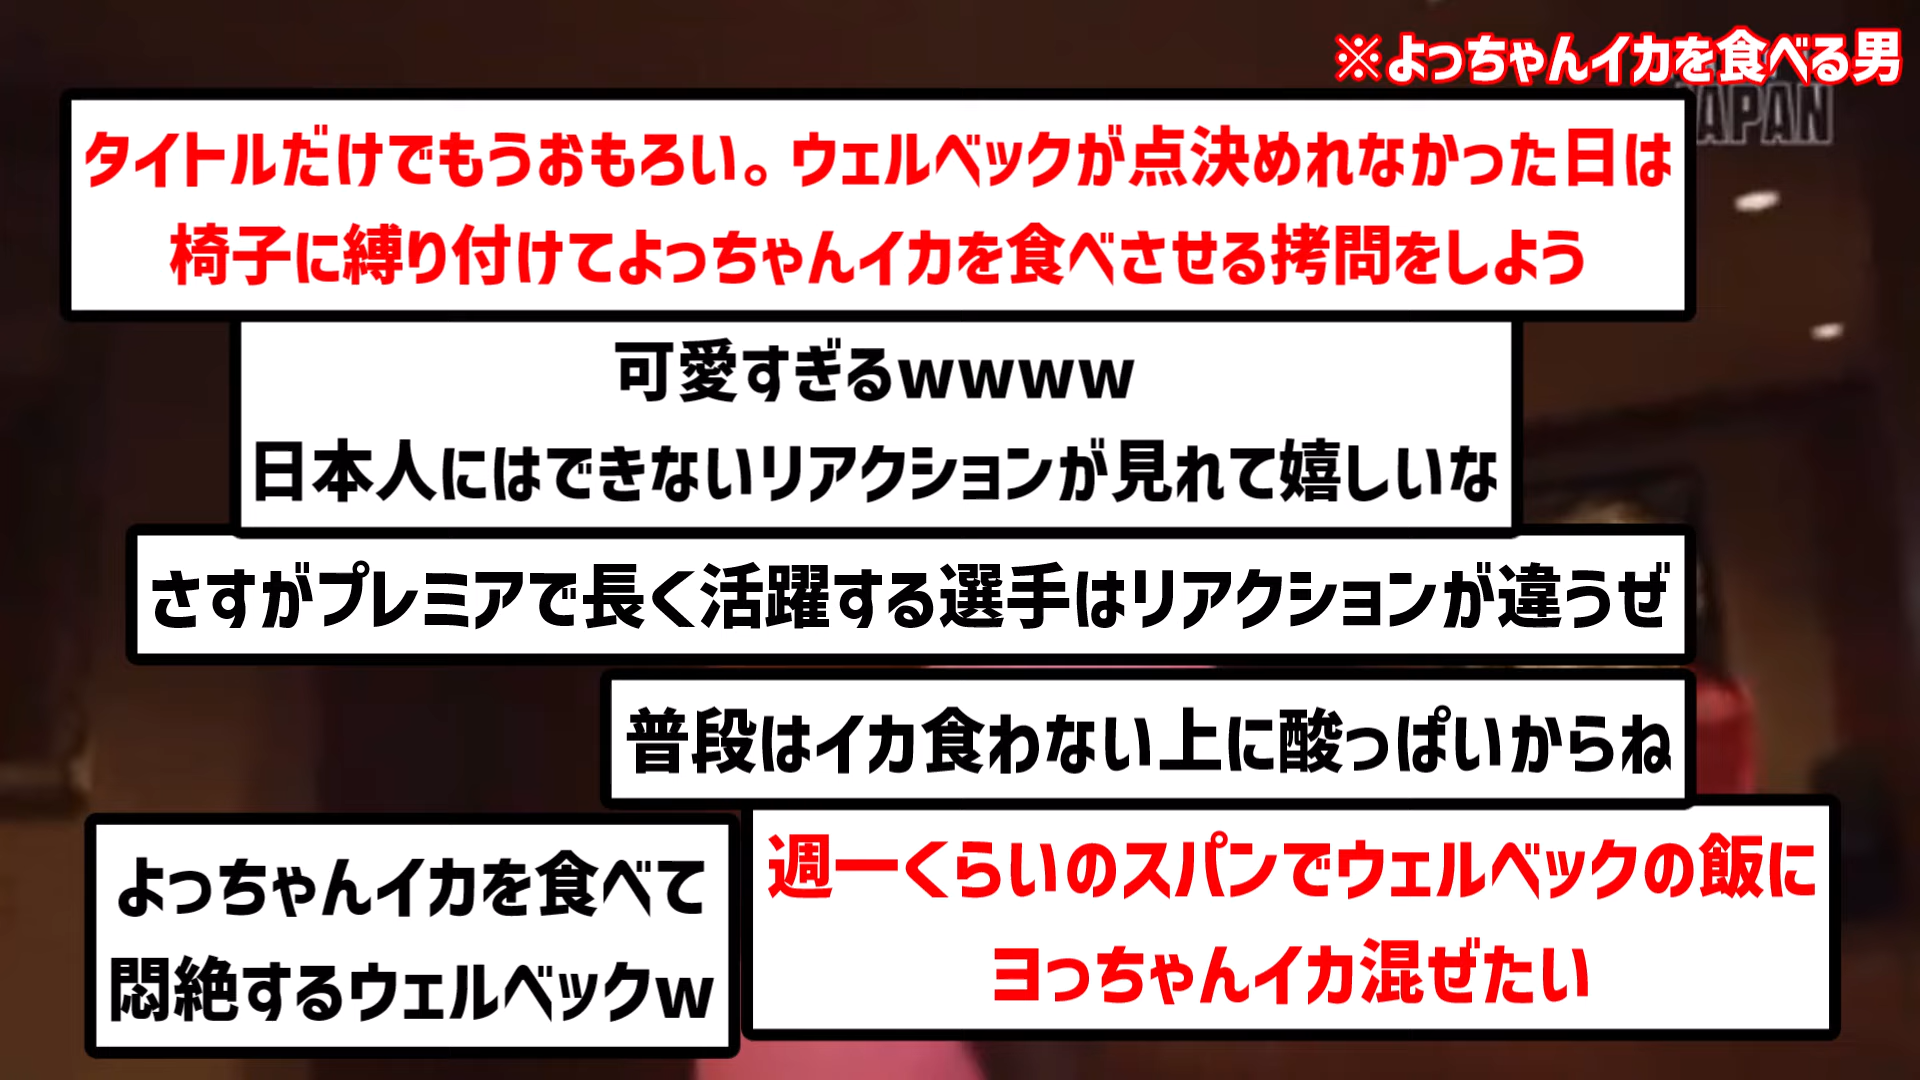 ※よっちゃんイカを食べる男
JAPAN
タイトルだけでもうおもろい。ウェルベックが点決めれなかった日は
椅子に縛り付けてよっちゃんイカを食べさせる拷問をしよう
可愛すぎるwwww
日本人にはできないリアクションが見れて嬉しいな
さすがプレミアで長く活躍する選手はリアクションが違うぜ
普段はイカ食わない上に酸っぱいからね
よっちゃんイカを食べて
悶絶するウェルベックw
週一くらいのスパンでウェルベックの飯に
ヨっちゃんイカ混ぜたい